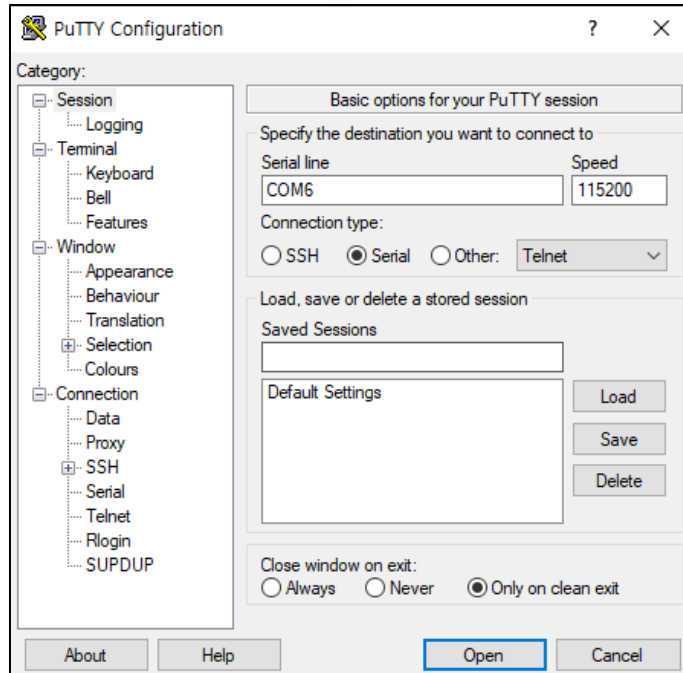 PuTTY Configuration
?
Category:
Session
Logging
Terminal
Keyboard
Bell
Features
Window
Appearance
Behaviour
Translation
Selection
Colours
Connection
Data
Proxy
SSH
Serial
Telnet
Rlogin
SUPDUP
Basic options for your PuTTY session
Specify the destination you want to connect to
Serial line Speed
COM6 115200
Connection type:
SSH Serial Other: Telnet
Load, save or delete a stored session
Saved Sessions
Default Settings
Load
Save
Delete
Close window on exit:
Always Never Only on clean exit
About Help Open Cancel